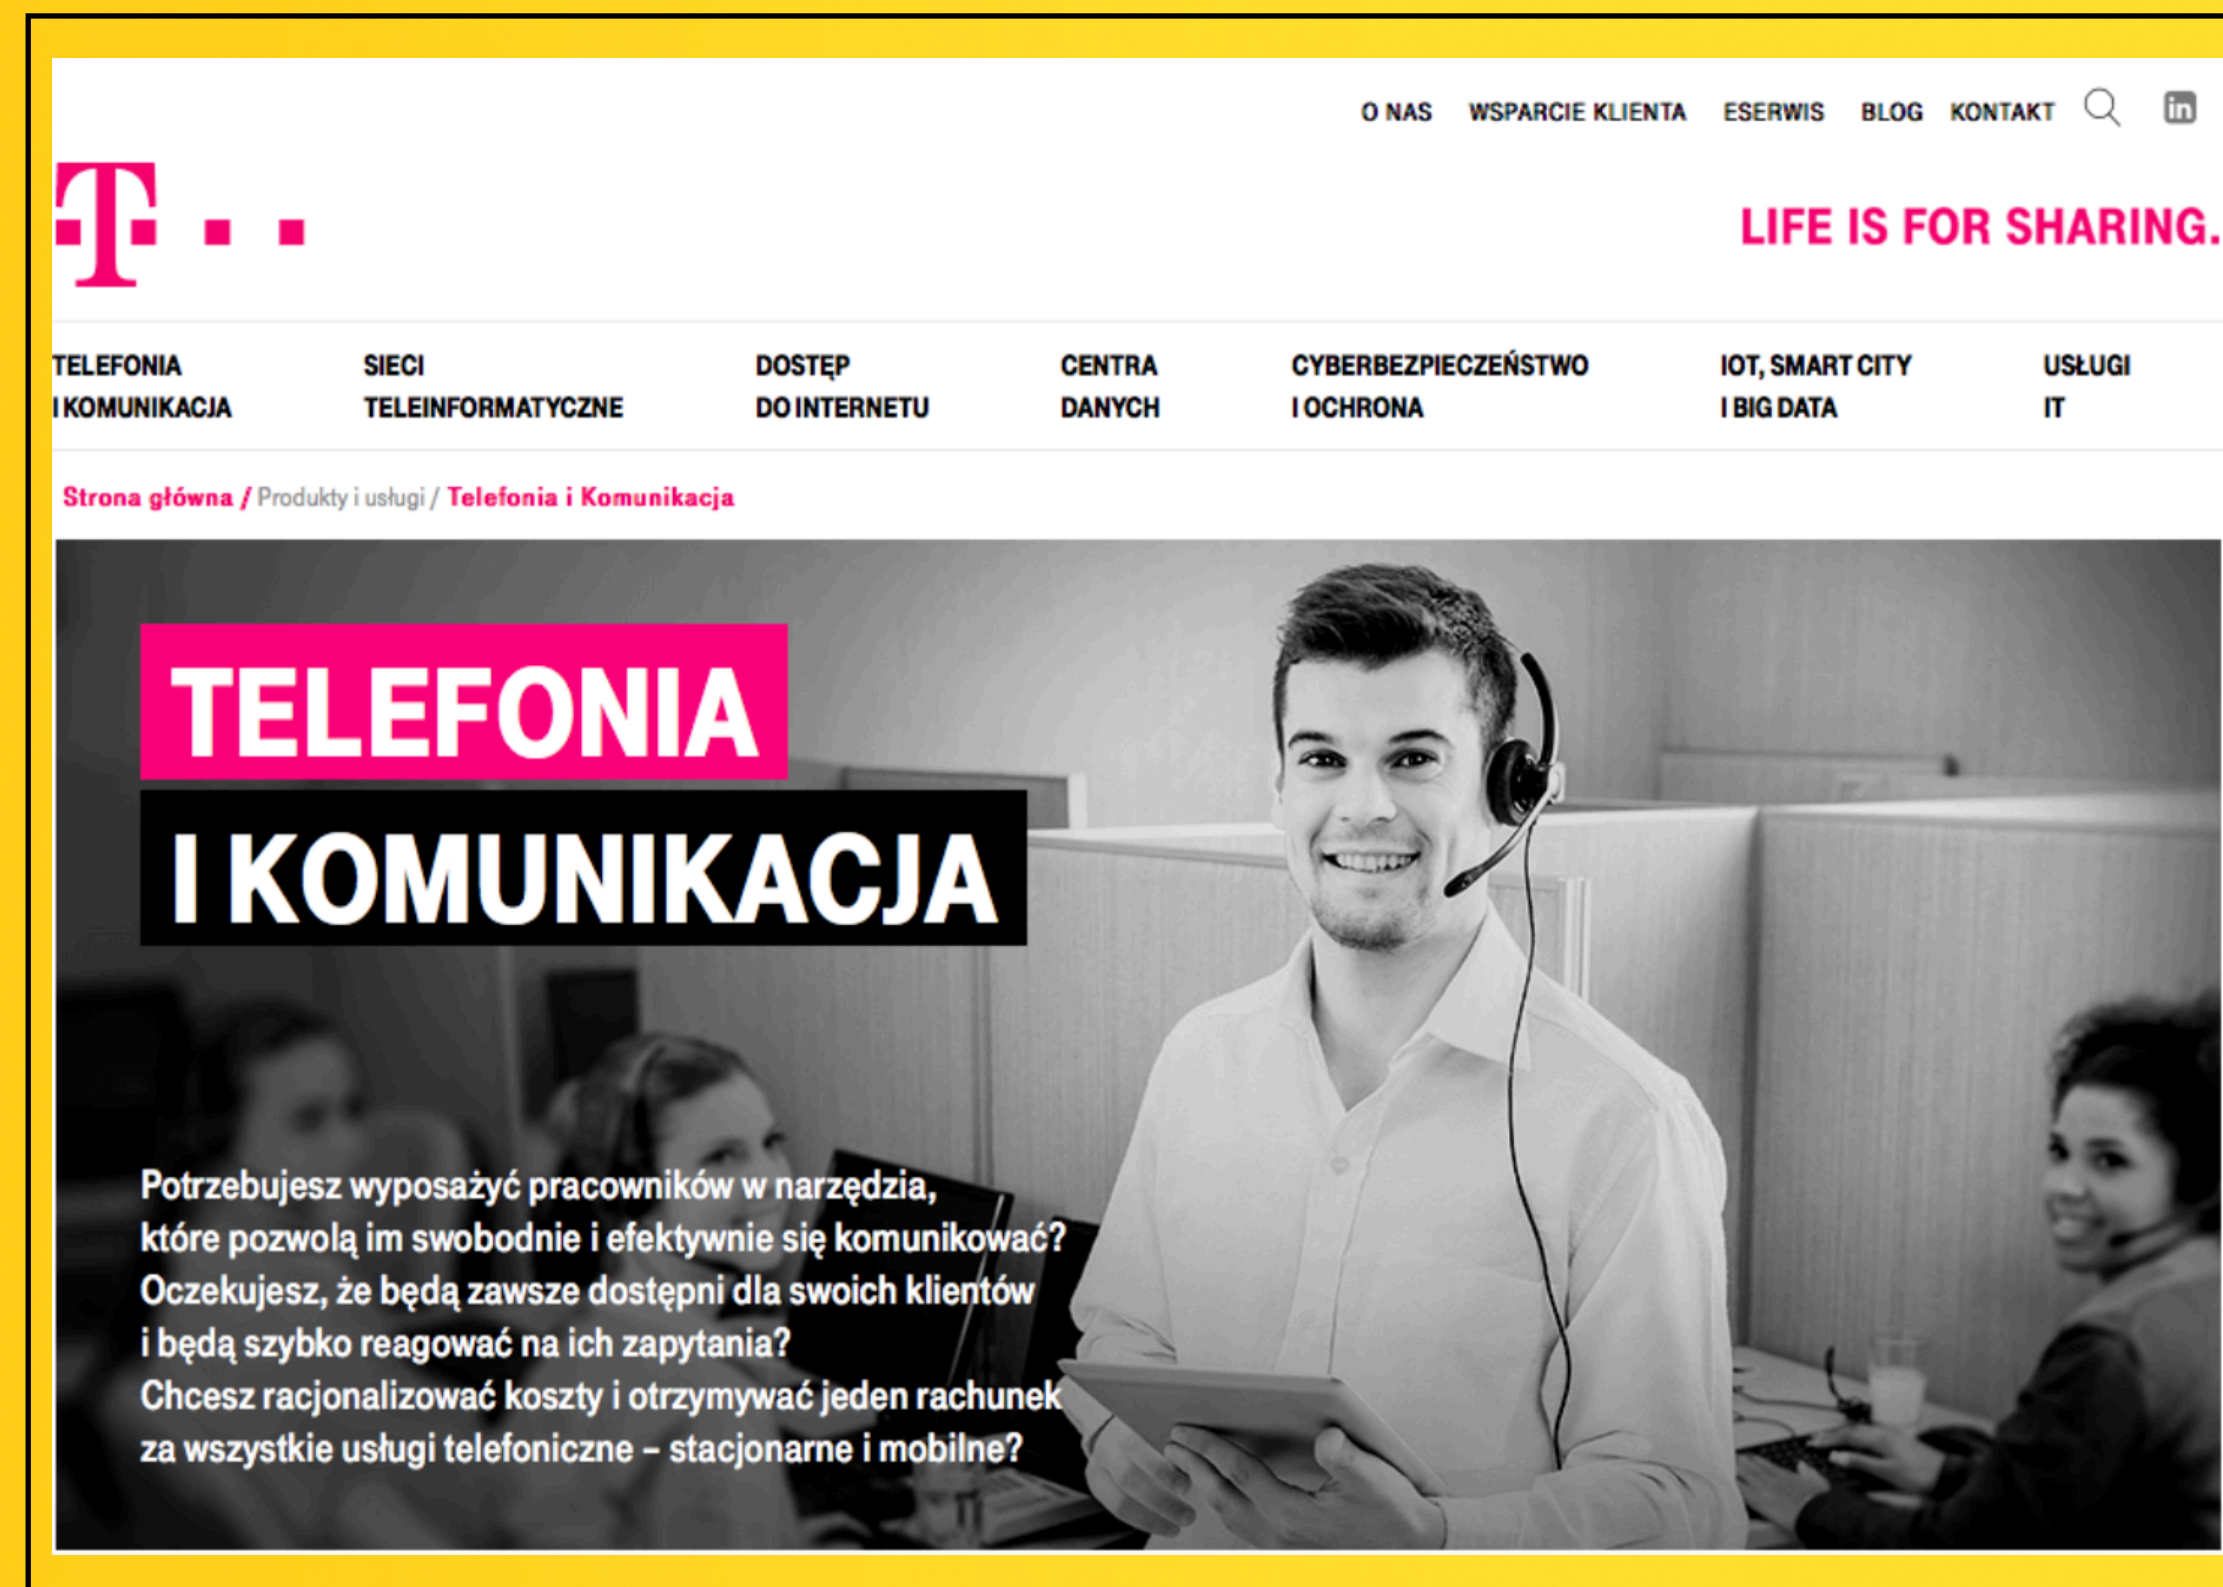 O NAS WSPARCIE KLIENTA ESERWIS BLOG KONTAKT in
T
LIFE IS FOR SHARING.
TELEFONIA SIECI DOSTĘP CENTRA CYBERBEZPIECZEŃSTWO IOT, SMART CITY USŁUGI
I KOMUNIKACJA TELEINFORMATYCZNE DO INTERNETU DANYCH I OCHRONA I BIG DATA IT
Strona główna / Produkty i usługi / Telefonia i Komunikacja
TELEFONIA
I KOMUNIKACJA
Potrzebujesz wyposażyć pracowników w narzędzia,
które pozwolą im swobodnie i efektywnie się komunikować?
Oczekujesz, że będą zawsze dostępni dla swoich klientów
i będą szybko reagować na ich zapytania?
Chcesz racjonalizować koszty i otrzymywać jeden rachunek
za wszystkie usługi telefoniczne – stacjonarne i mobilne?